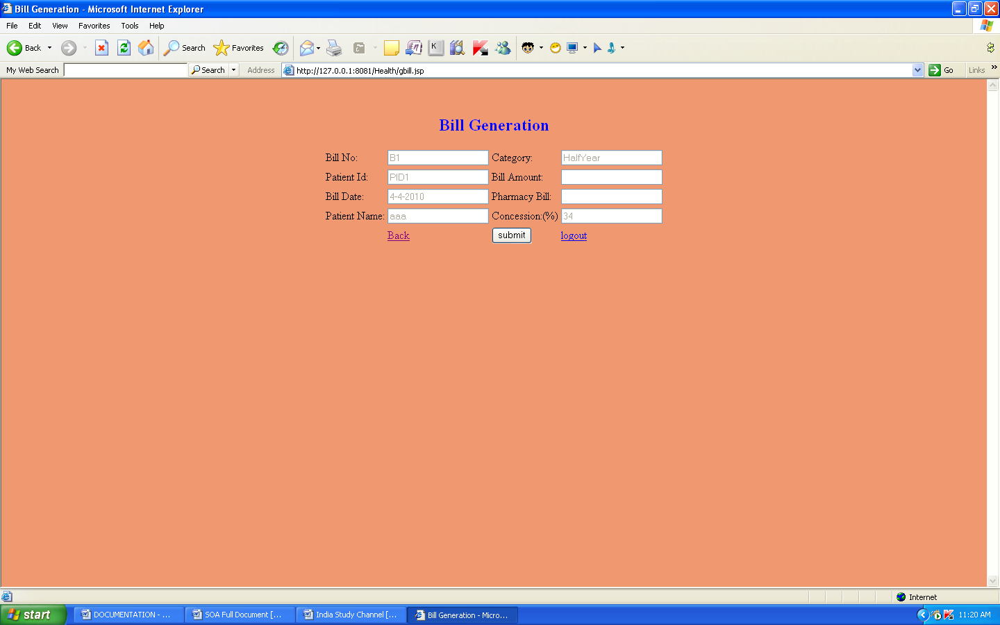 Bill Generation - Microsoft Internet Explorer
File Edit View Favorites Tools Help
Back Search Favorites K
My Web Search Search Address http://127.0.0.1:8081/Health/gbill.jsp Go Links »
Bill Generation
Bill No: B1 Category: HalfYear
Patient Id: PID1 Bill Amount:
Bill Date: 4-4-2010 Pharmacy Bill:
Patient Name: aaa Concession:(%) 34
Back submit logout
Internet
start DOCUMENTATION - ... SOA Full Document [... India Study Channel [... Bill Generation - Micro... 11:20 AM